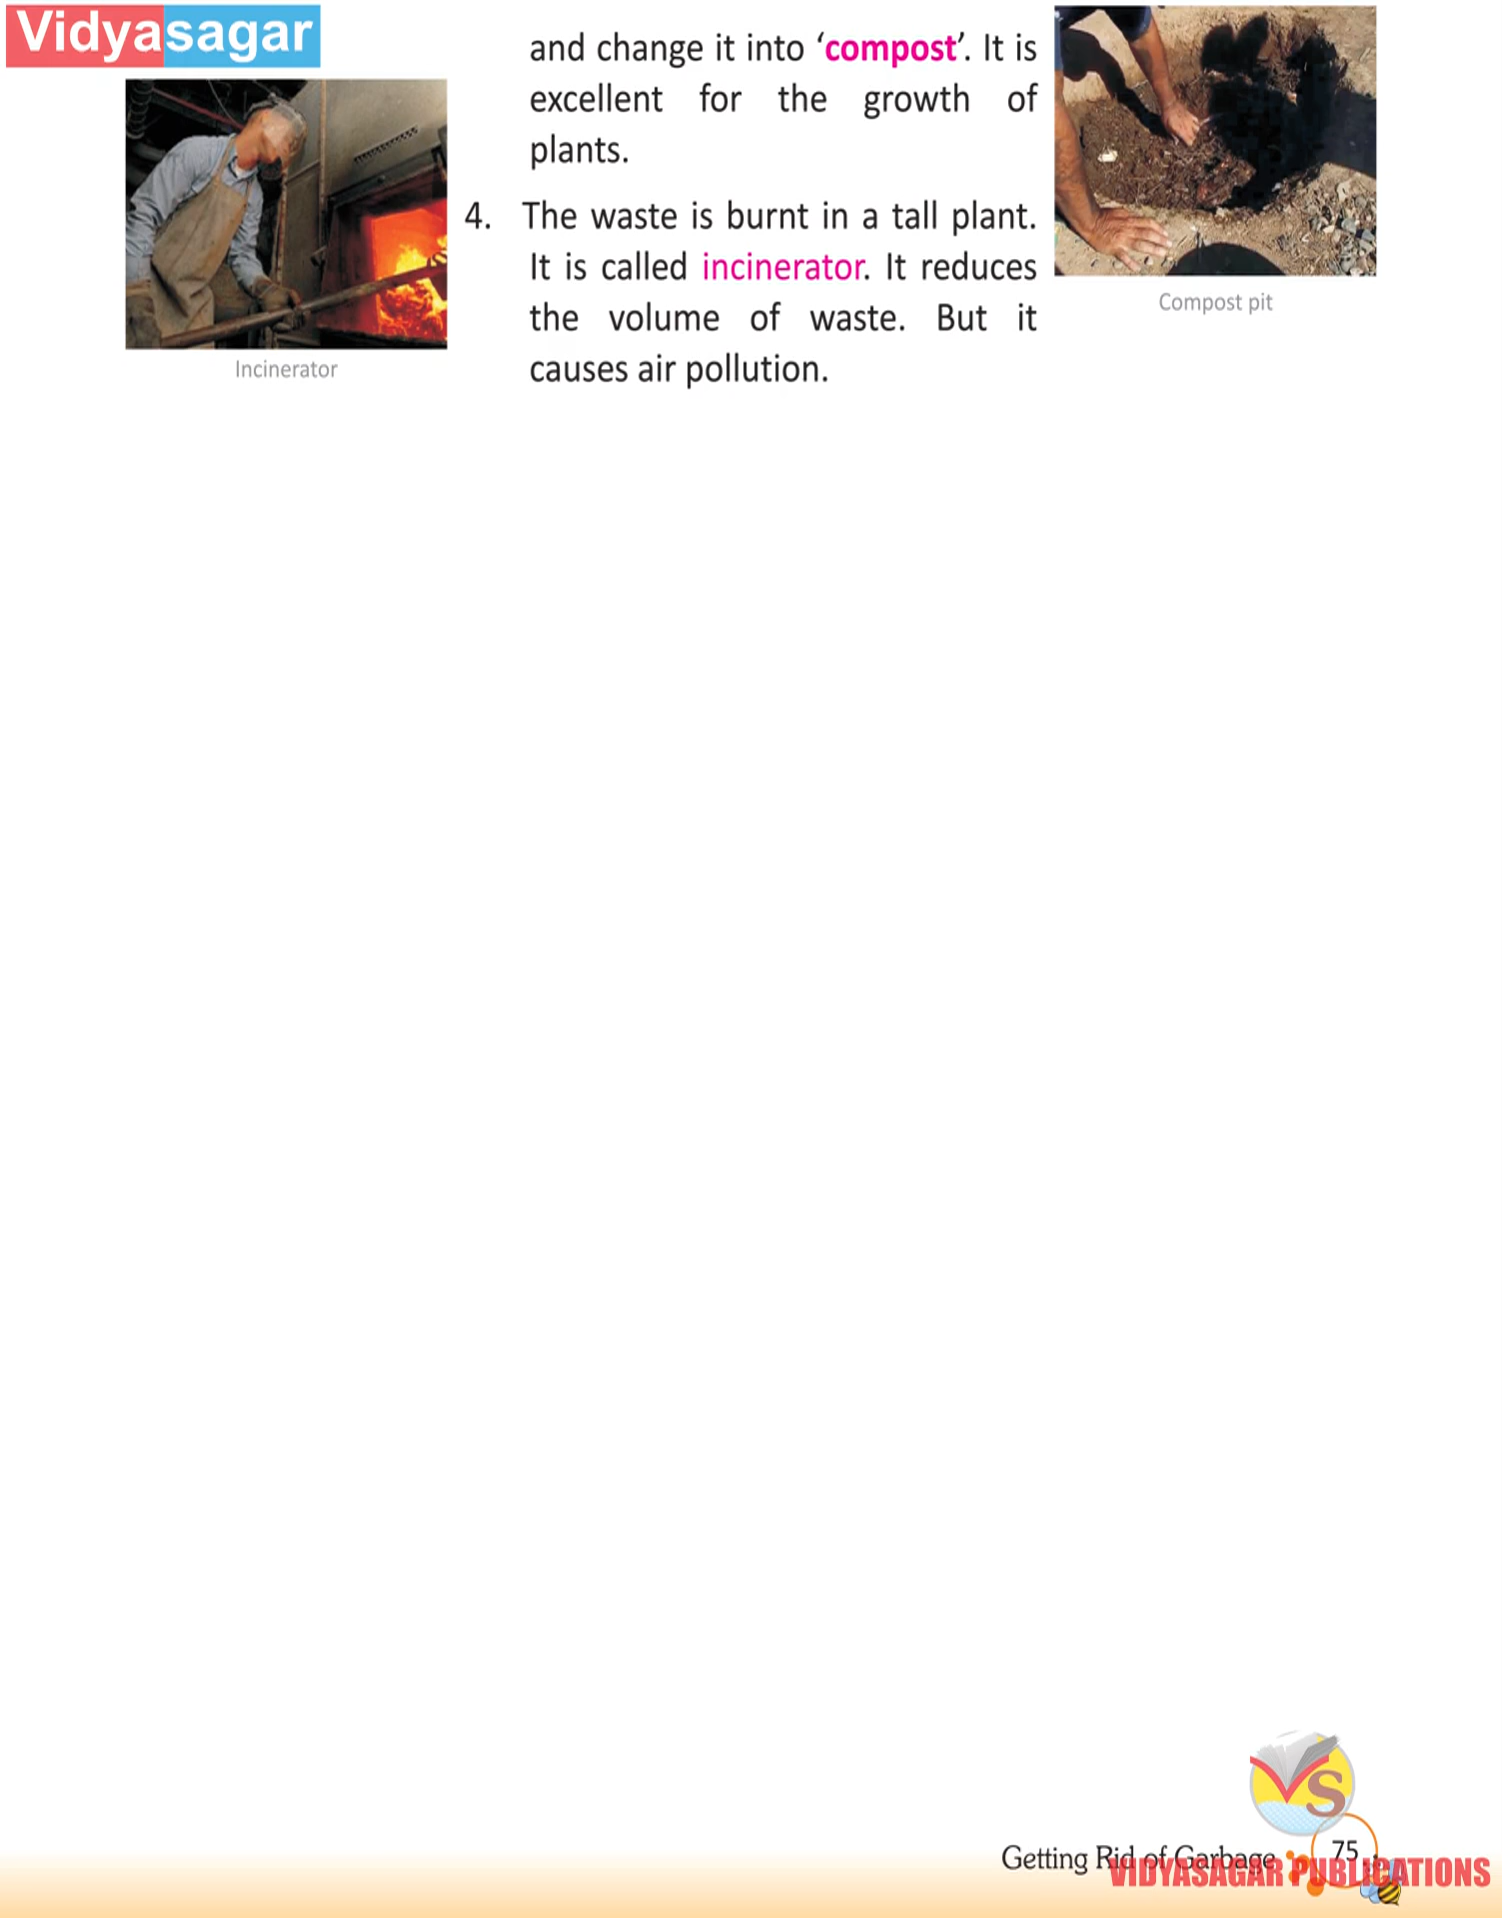 Vidyasagar
and change it into ‘compost’. It is
excellent for the growth of
plants.
4. The waste is burnt in a tall plant.
It is called incinerator. It reduces
the volume of waste. But it
causes air pollution.
Incinerator
Compost pit
VS
Getting Rid of Garbage
75
VIDYASAGAR PUBLICATIONS